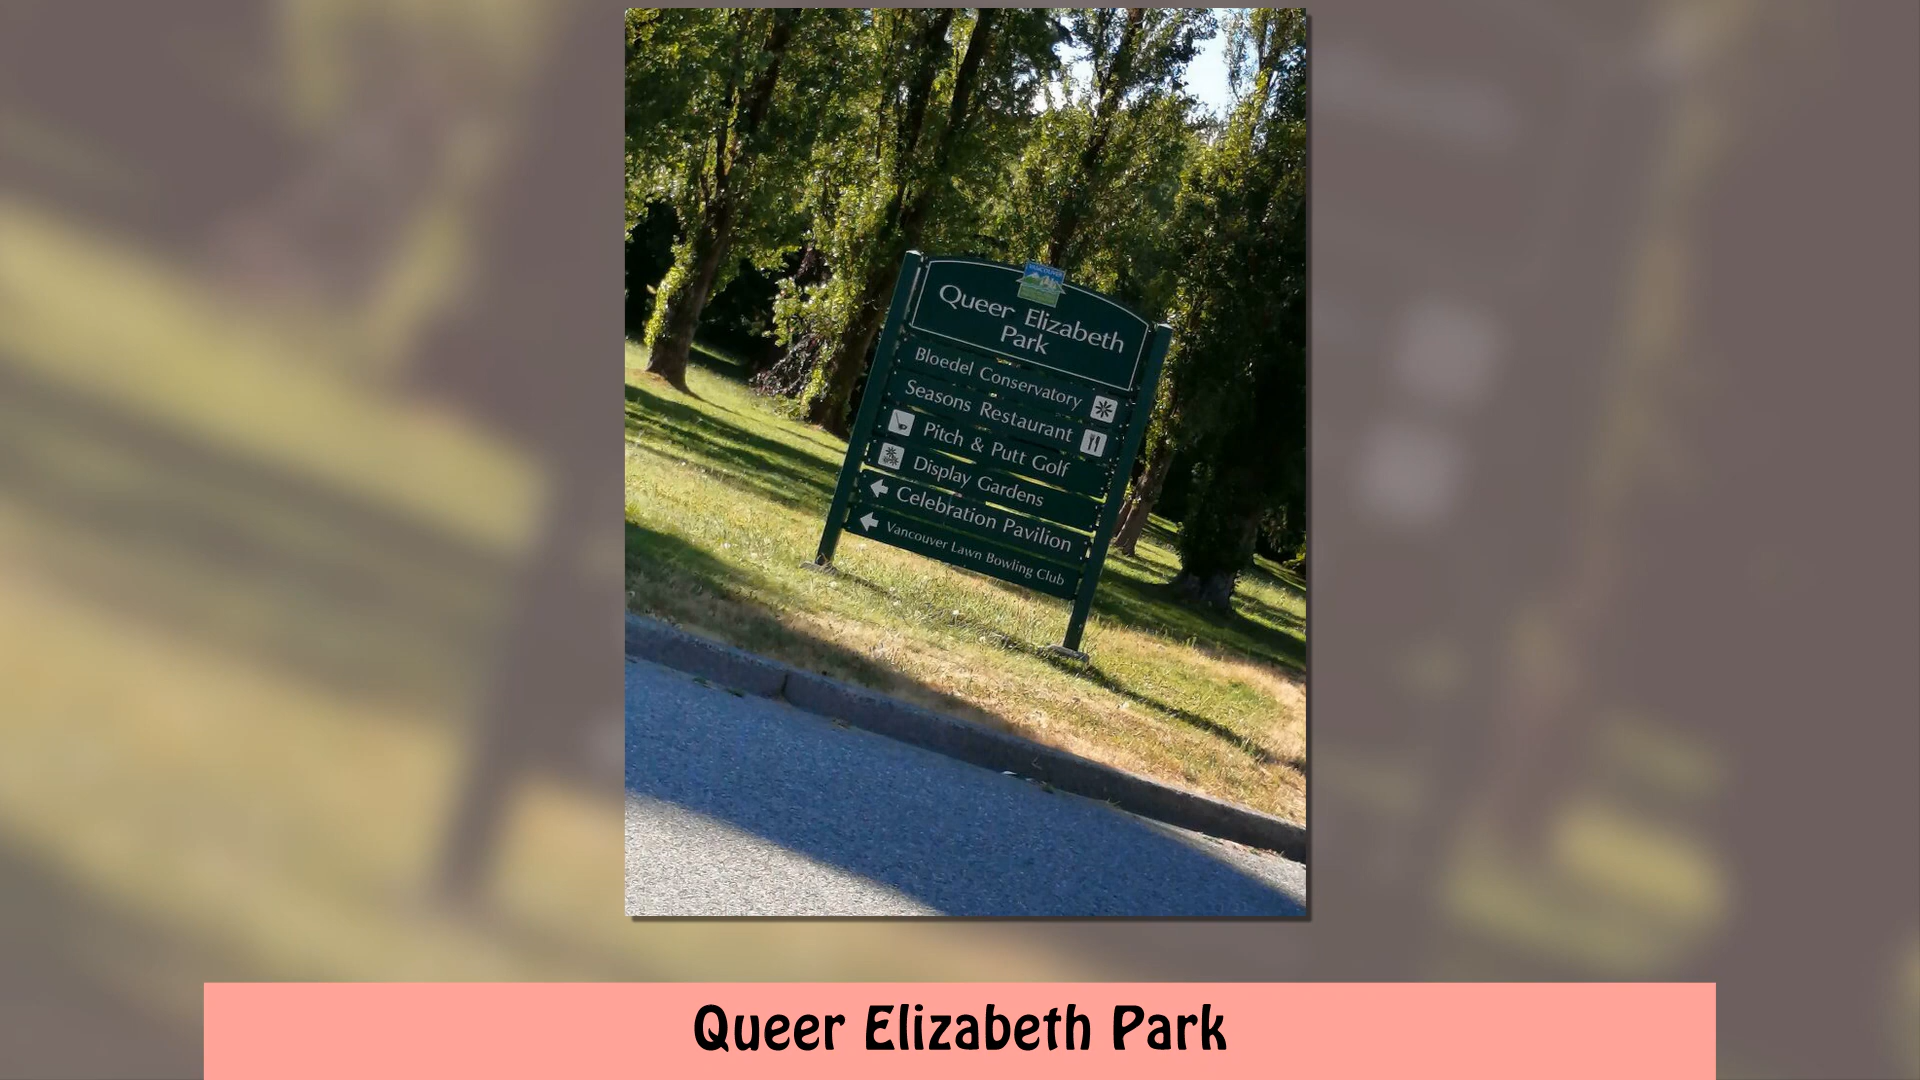 VANCOUVER
Queer Elizabeth
Park
Bloedel Conservatory
Seasons Restaurant
Pitch & Putt Golf
Display Gardens
Celebration Pavilion
Vancouver Lawn Bowling Club
Queer Elizabeth Park